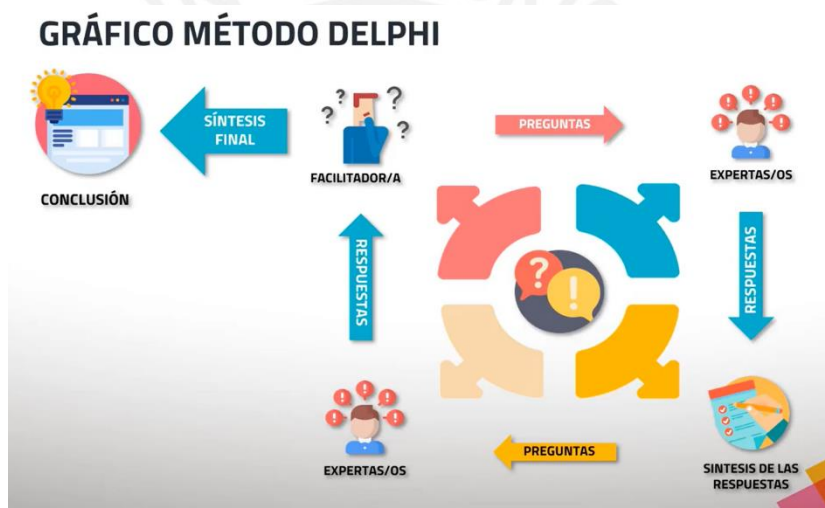 GRÁFICO MÉTODO DELPHI
SÍNTESIS
FINAL
PREGUNTAS
FACILITADOR/A
EXPERTAS/OS
CONCLUSIÓN
RESPUESTAS
RESPUESTAS
PREGUNTAS
EXPERTAS/OS
SINTESIS DE LAS
RESPUESTAS